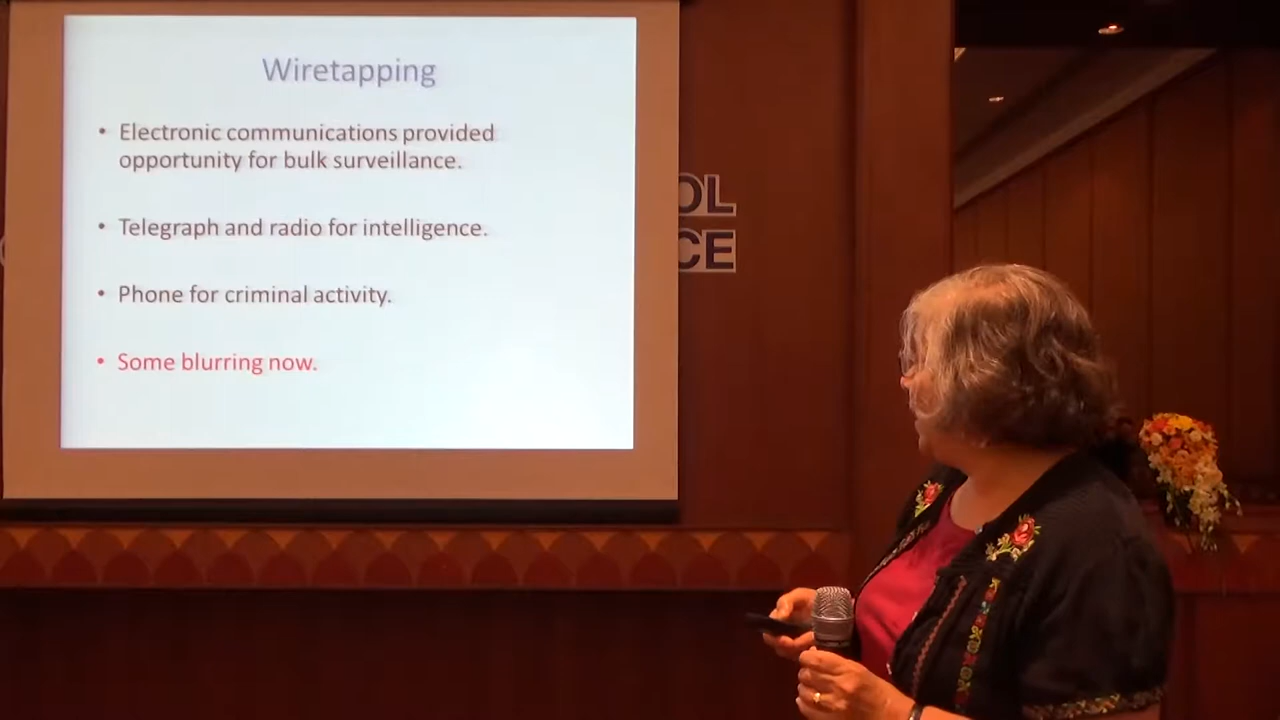 Wiretapping
• Electronic communications provided
opportunity for bulk surveillance.
• Telegraph and radio for intelligence.
• Phone for criminal activity.
• Some blurring now.
OL
CE